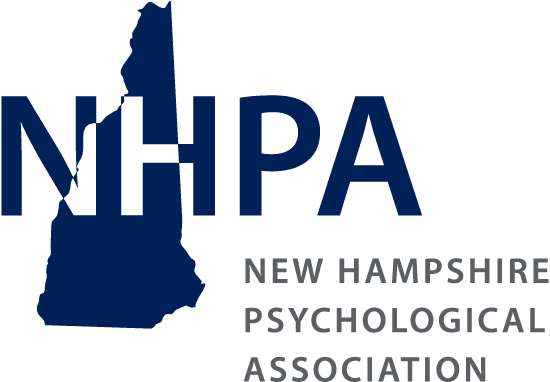 NHPA
NEW HAMPSHIRE
PSYCHOLOGICAL
ASSOCIATION